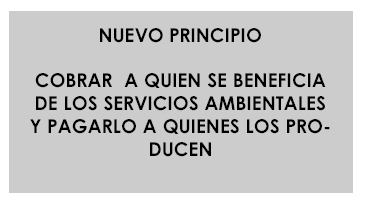 NUEVO PRINCIPIO
COBRAR A QUIEN SE BENEFICIA
DE LOS SERVICIOS AMBIENTALES
Y PAGARLO A QUIENES LOS PRO-
DUCEN